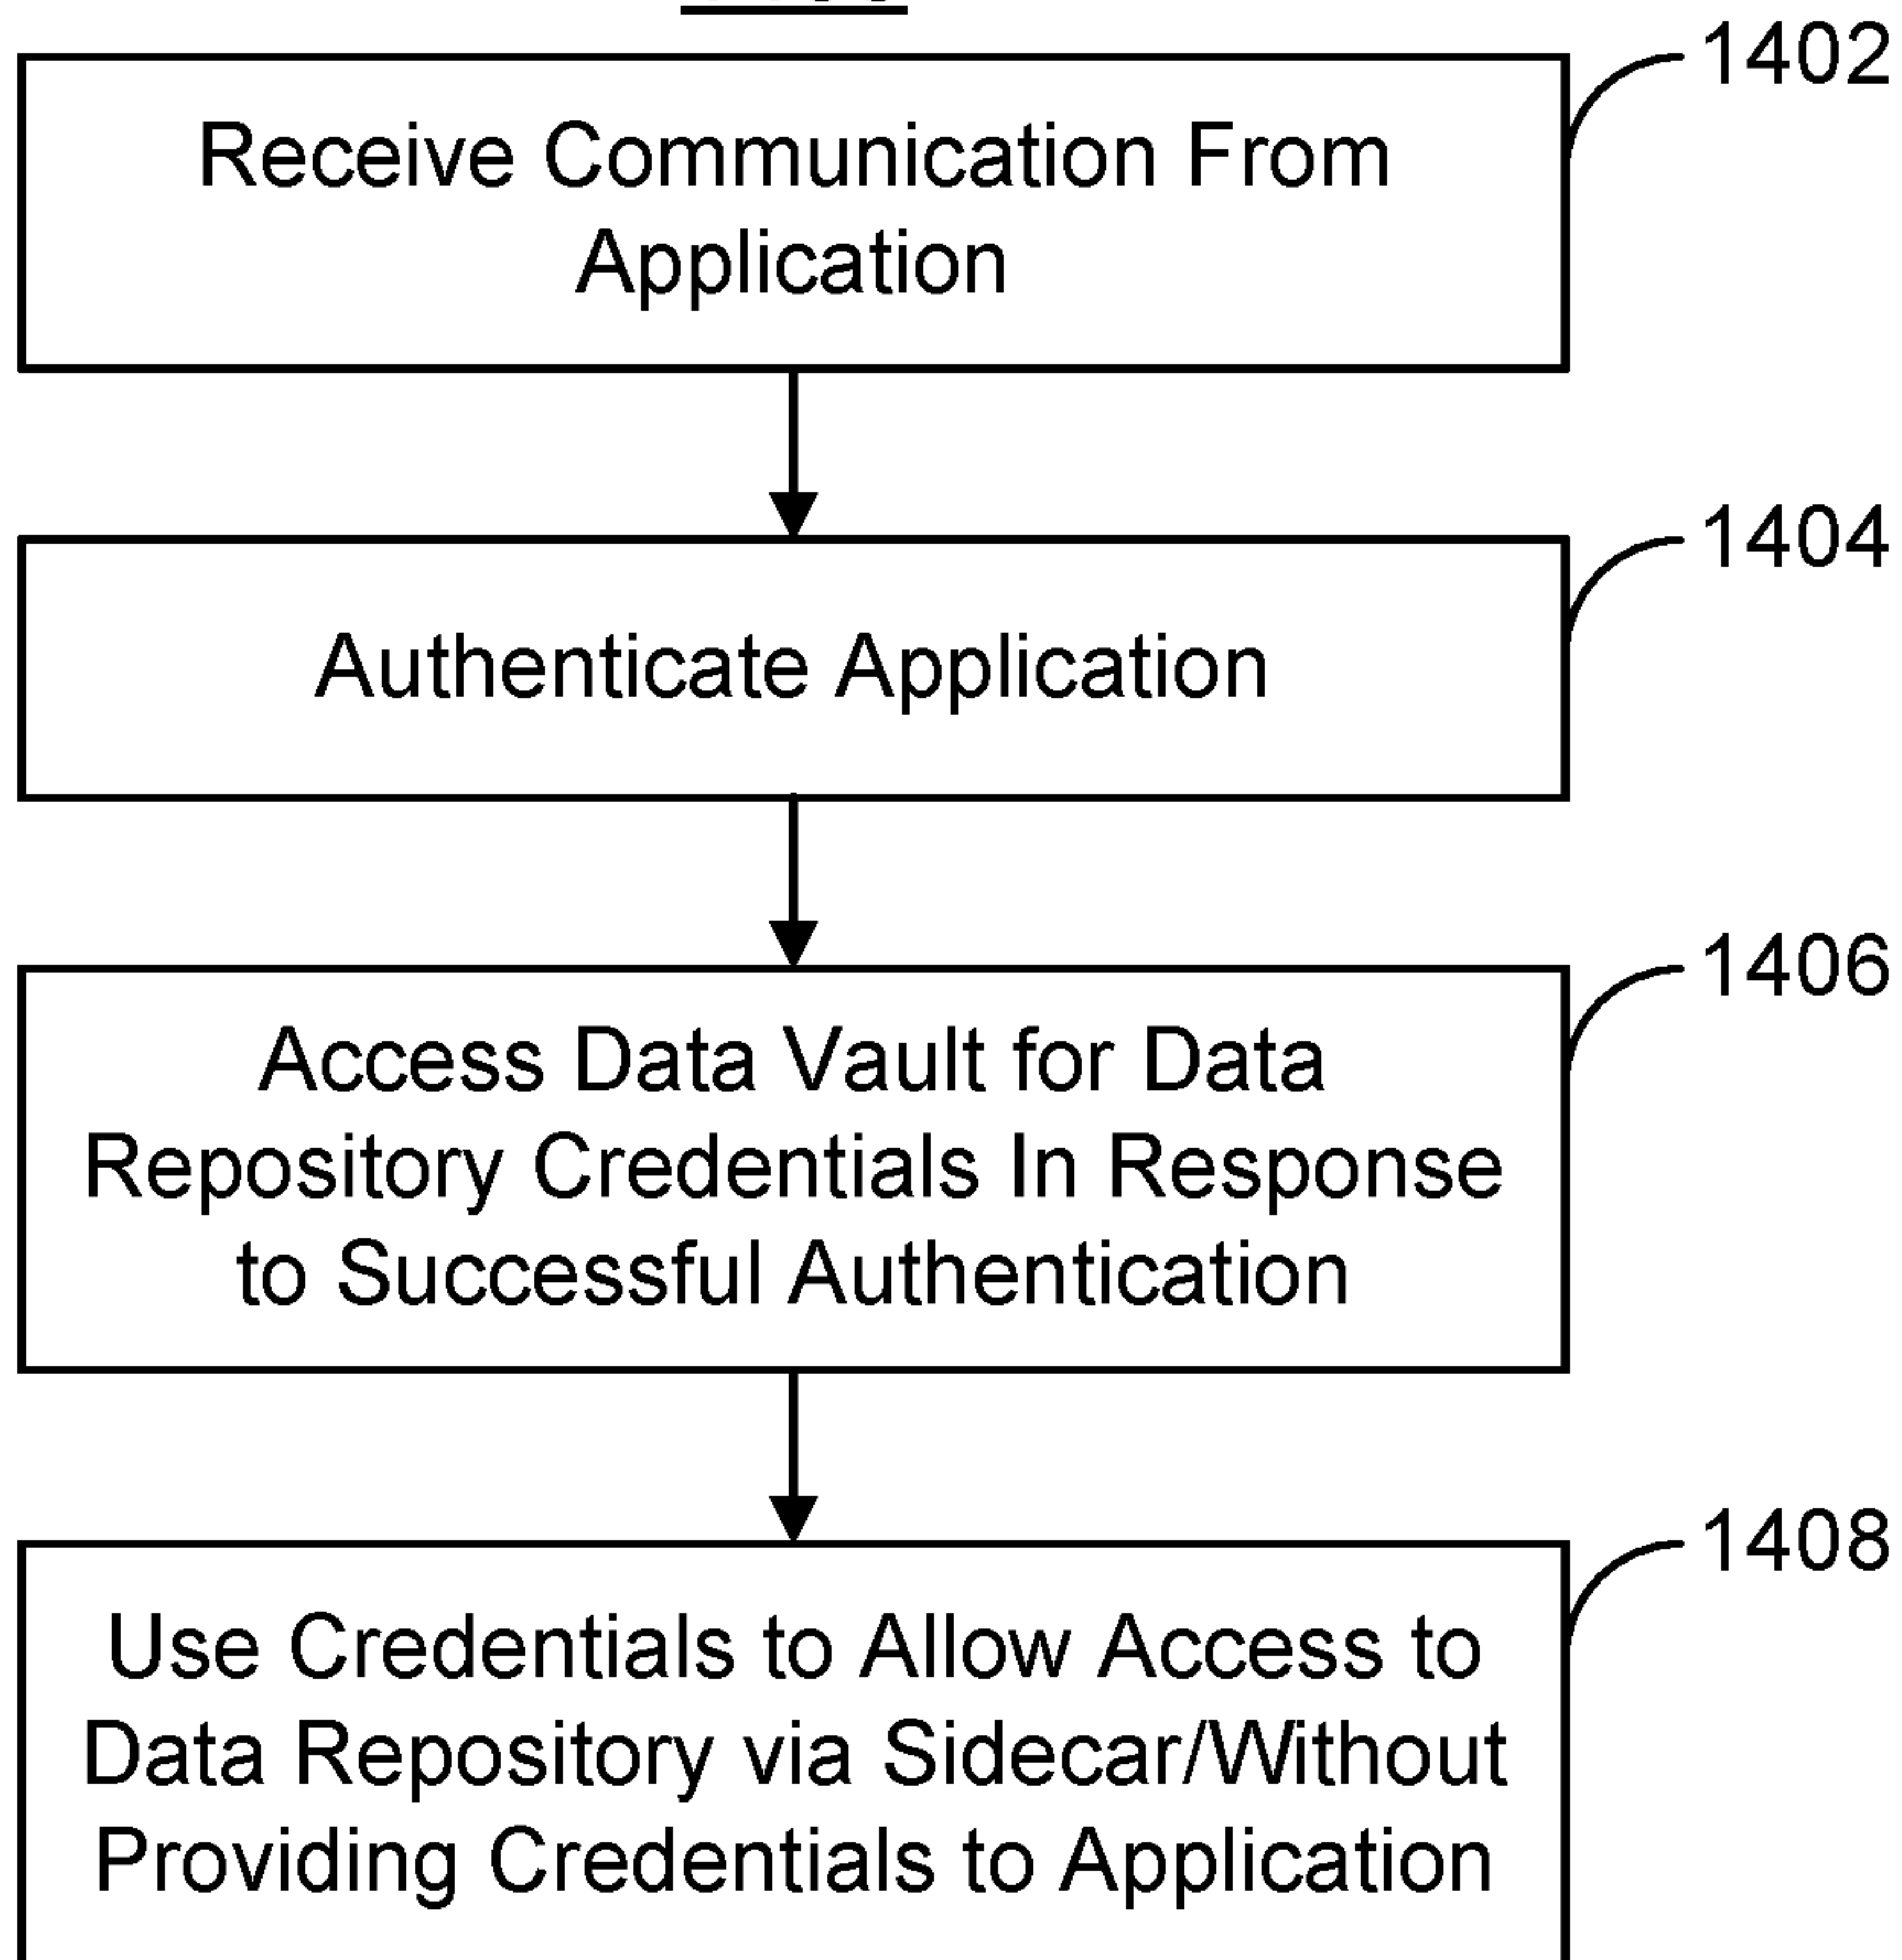 1402
Receive Communication From
Application
1404
Authenticate Application
1406
Access Data Vault for Data
Repository Credentials In Response
to Successful Authentication
1408
Use Credentials to Allow Access to
Data Repository via Sidecar/Without
Providing Credentials to Application